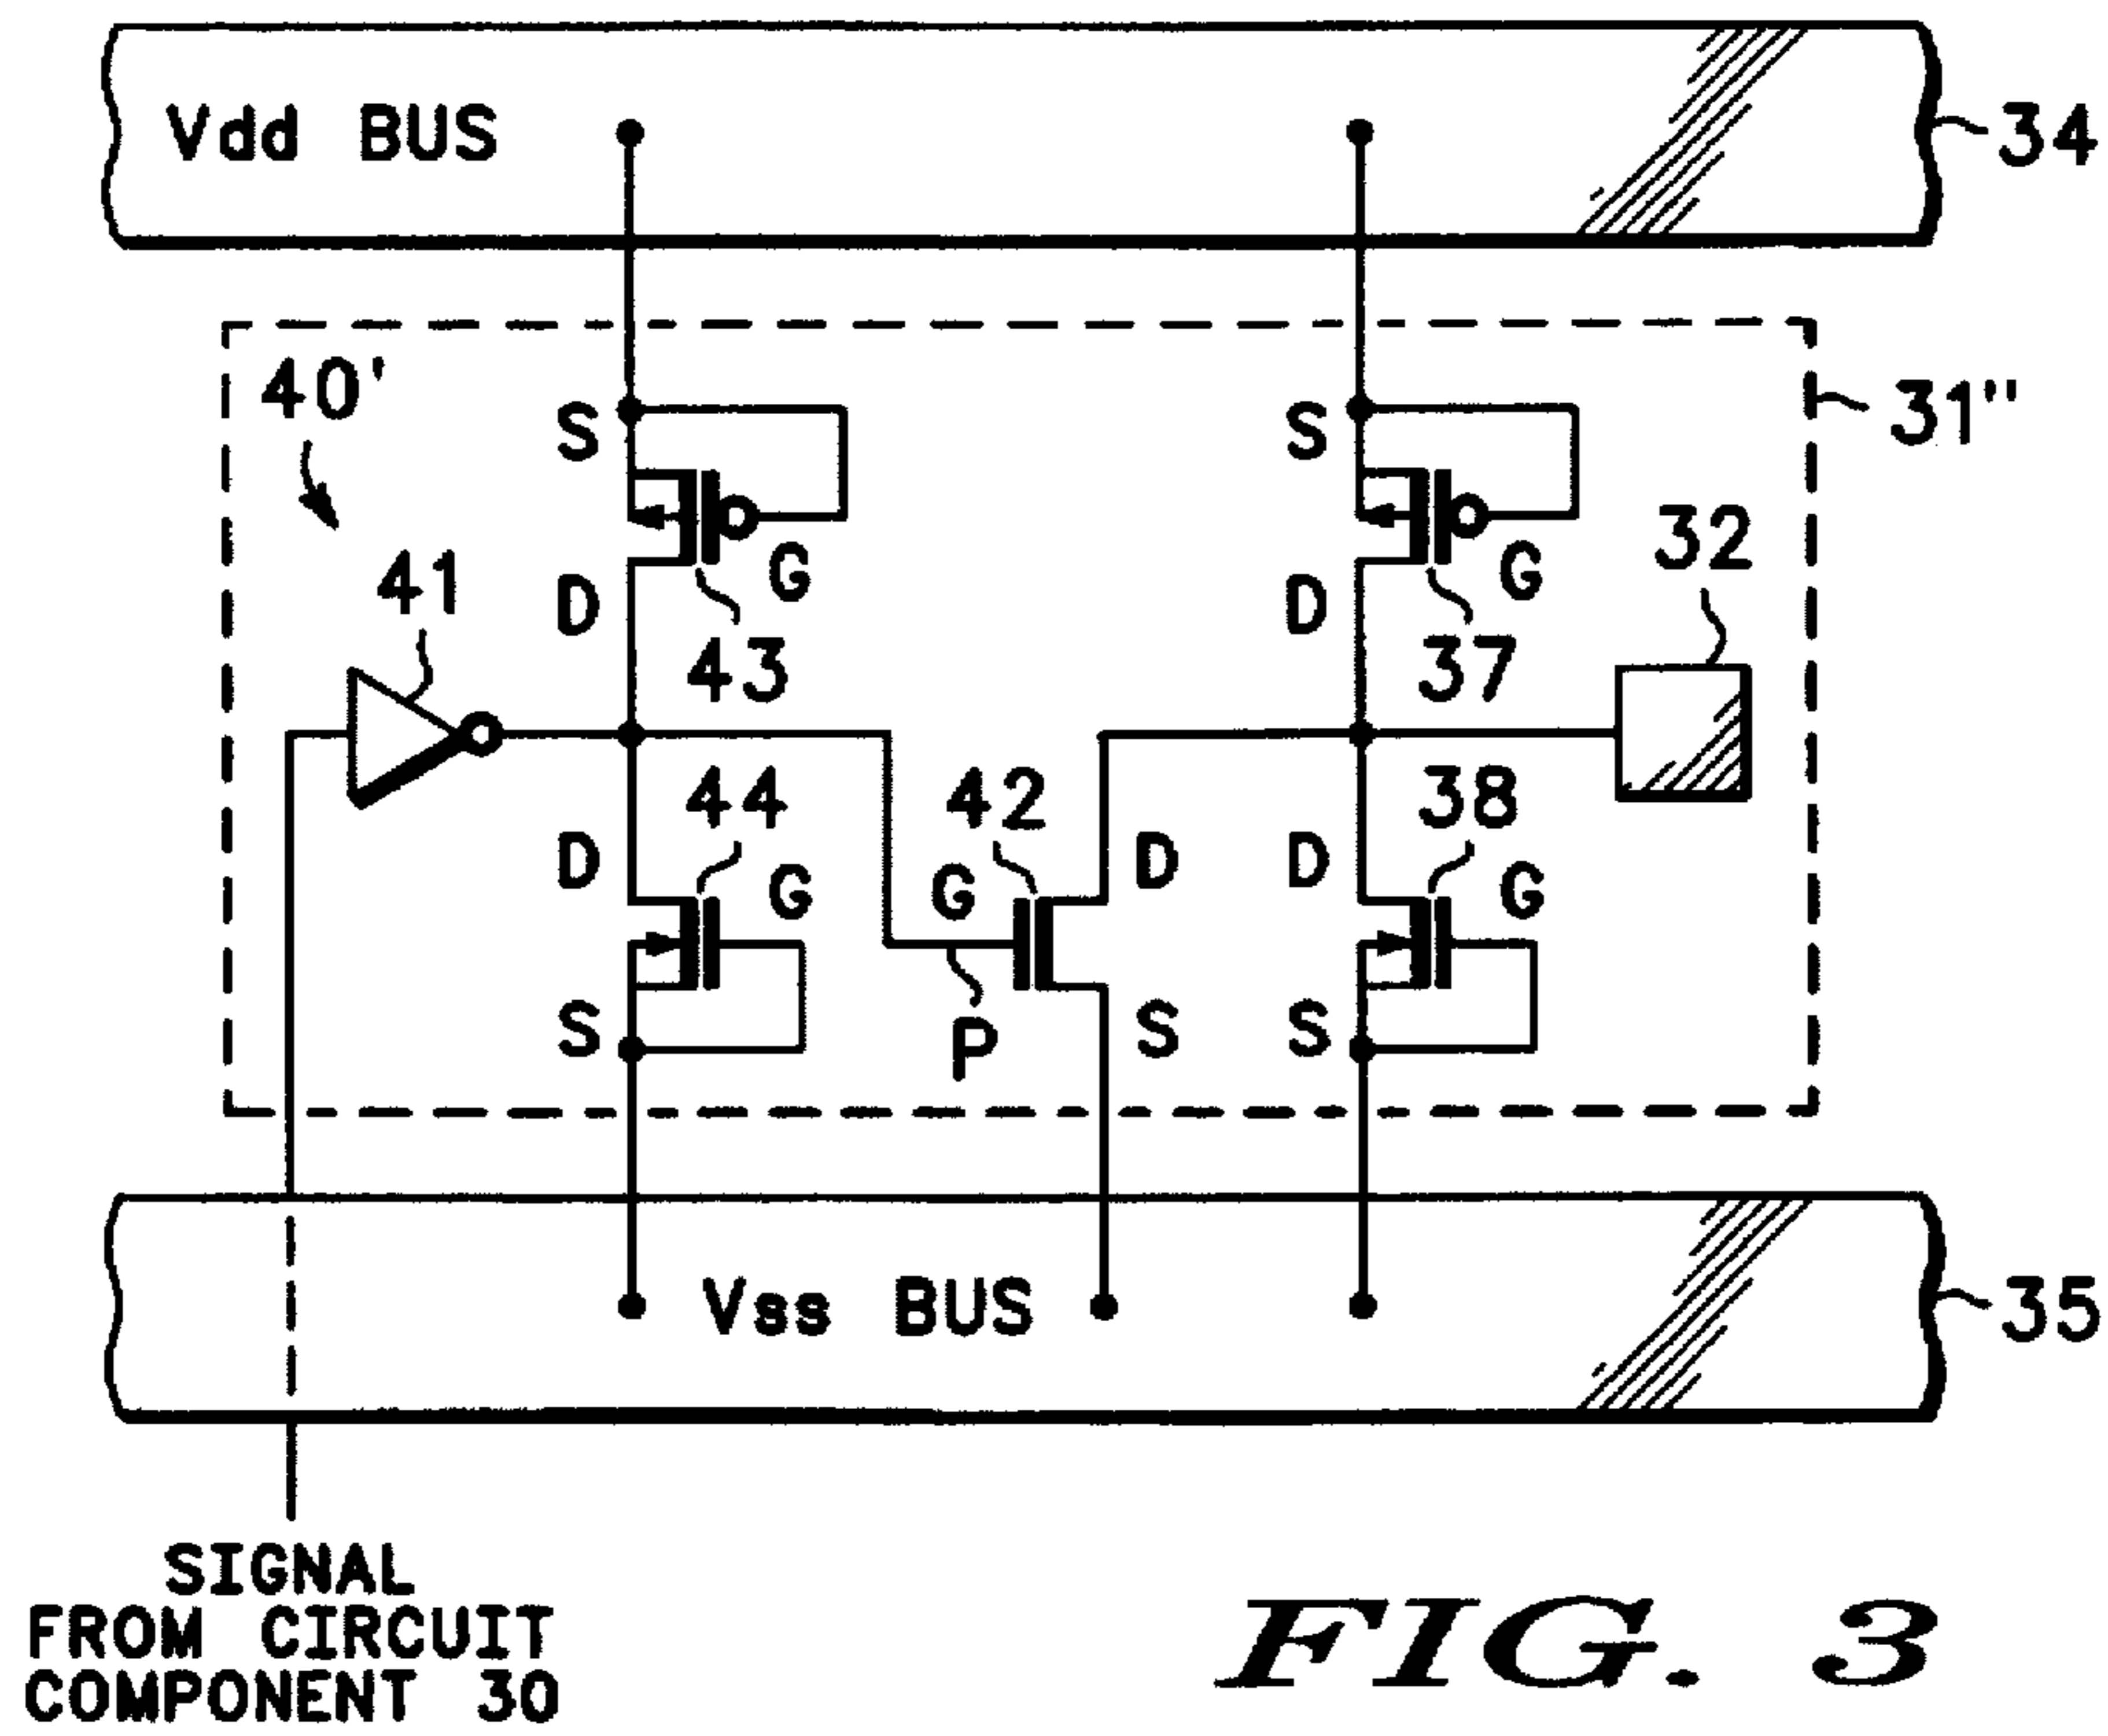 Vdd BUS
34
40'
31"
S
S
G
G
32
41
D
D
43
37
44
42
38
D
G
G
D
D
G
S
P
S
S
Vss BUS
35
SIGNAL
FROM CIRCUIT
COMPONENT 30
FIG. 3